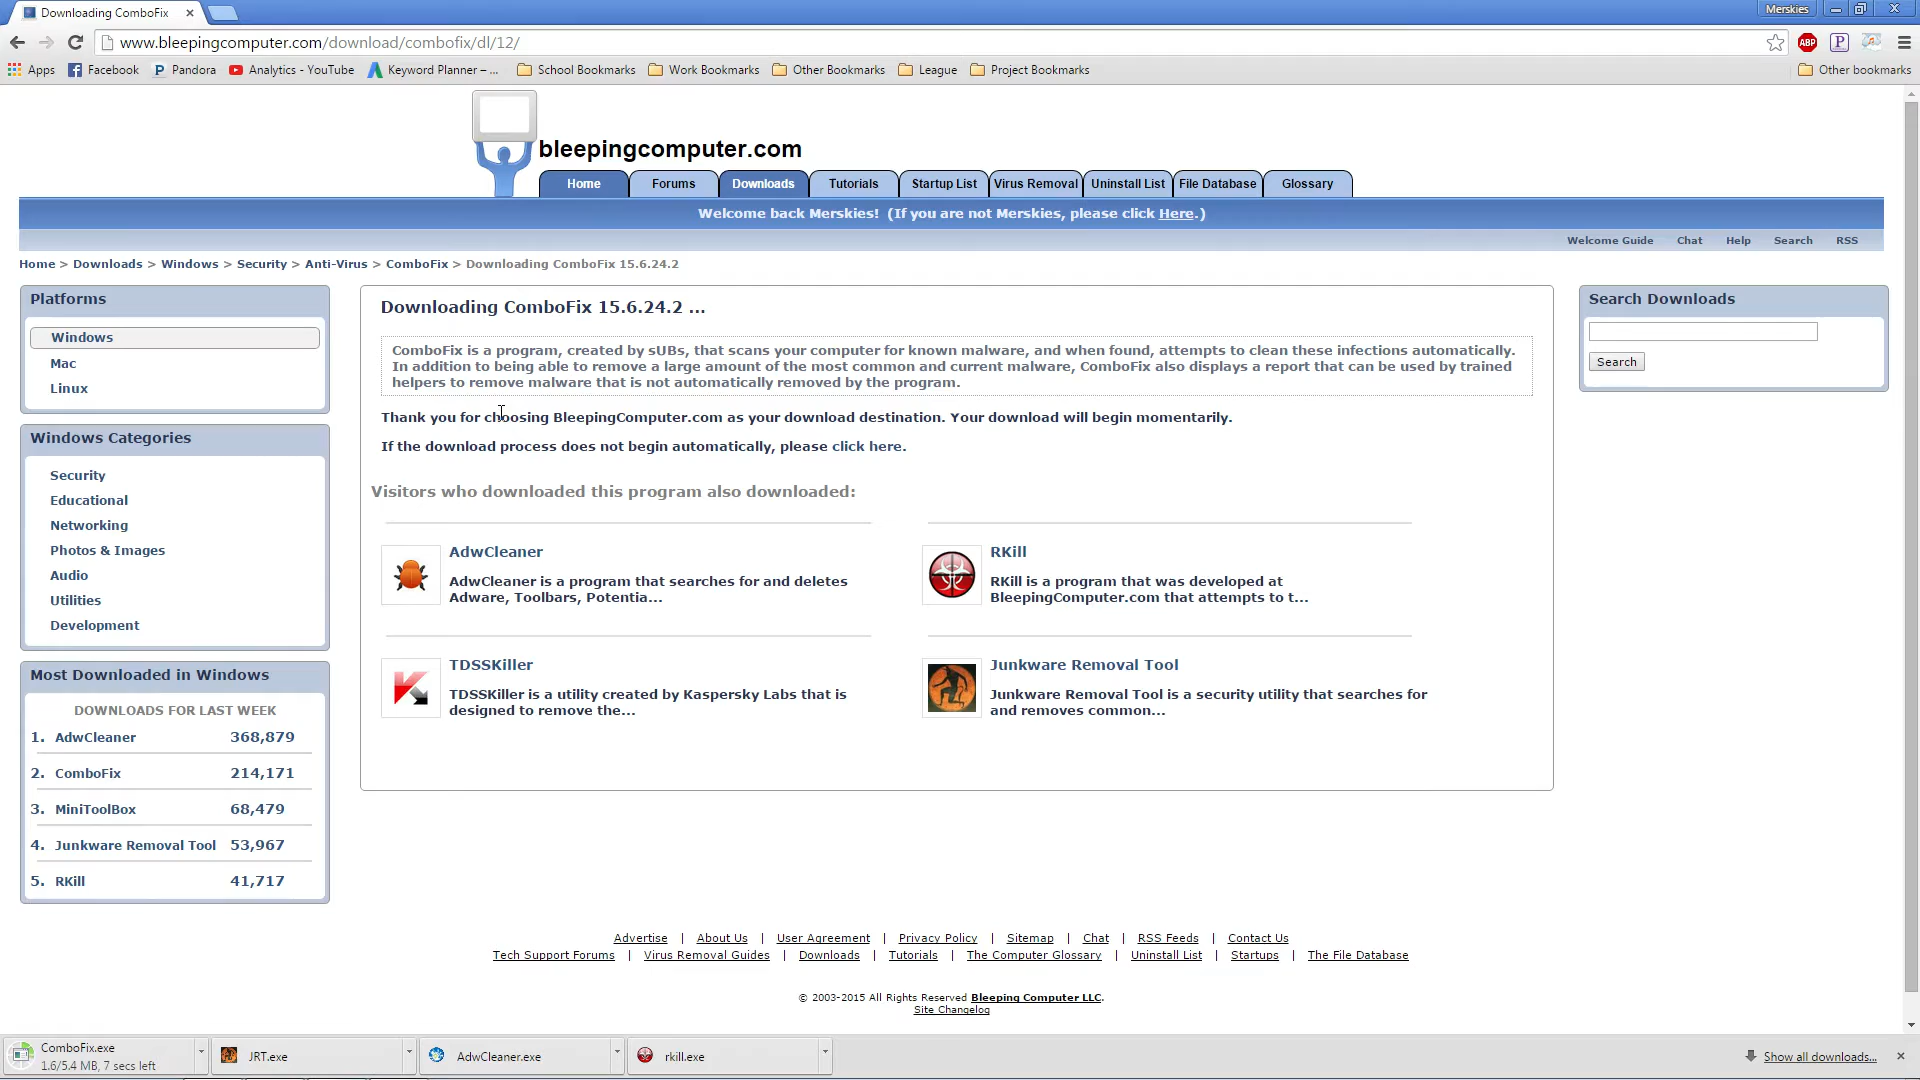 Downloading ComboFix
Merskies
www.bleepingcomputer.com/download/combofix/dl/12/
ABP
P
Apps
Facebook
Pandora
Analytics - YouTube
Keyword Planner – ...
School Bookmarks
Work Bookmarks
Other Bookmarks
League
Project Bookmarks
Other bookmarks
bleepingcomputer.com
Home
Forums
Downloads
Tutorials
Startup List
Virus Removal
Uninstall List
File Database
Glossary
Welcome back Merskies! (If you are not Merskies, please click Here.)
Welcome Guide
Chat
Help
Search
RSS
Home > Downloads > Windows > Security > Anti-Virus > ComboFix > Downloading ComboFix 15.6.24.2
Platforms
Windows
Mac
Linux
Windows Categories
Security
Educational
Networking
Photos & Images
Audio
Utilities
Development
Most Downloaded in Windows
DOWNLOADS FOR LAST WEEK
1. AdwCleaner 368,879
2. ComboFix 214,171
3. MiniToolBox 68,479
4. Junkware Removal Tool 53,967
5. RKill 41,717
Downloading ComboFix 15.6.24.2 ...
ComboFix is a program, created by sUBs, that scans your computer for known malware, and when found, attempts to clean these infections automatically.
In addition to being able to remove a large amount of the most common and current malware, ComboFix also displays a report that can be used by trained
helpers to remove malware that is not automatically removed by the program.
Thank you for choosing BleepingComputer.com as your download destination. Your download will begin momentarily.
If the download process does not begin automatically, please click here.
Visitors who downloaded this program also downloaded:
AdwCleaner
AdwCleaner is a program that searches for and deletes
Adware, Toolbars, Potentia...
RKill
RKill is a program that was developed at
BleepingComputer.com that attempts to t...
TDSSKiller
TDSSKiller is a utility created by Kaspersky Labs that is
designed to remove the...
Junkware Removal Tool
Junkware Removal Tool is a security utility that searches for
and removes common...
Search Downloads
Search
Advertise | About Us | User Agreement | Privacy Policy | Sitemap | Chat | RSS Feeds | Contact Us
Tech Support Forums | Virus Removal Guides | Downloads | Tutorials | The Computer Glossary | Uninstall List | Startups | The File Database
© 2003-2015 All Rights Reserved Bleeping Computer LLC.
Site Changelog
ComboFix.exe
1.6/5.4 MB, 7 secs left
JRT.exe
AdwCleaner.exe
rkill.exe
Show all downloads...